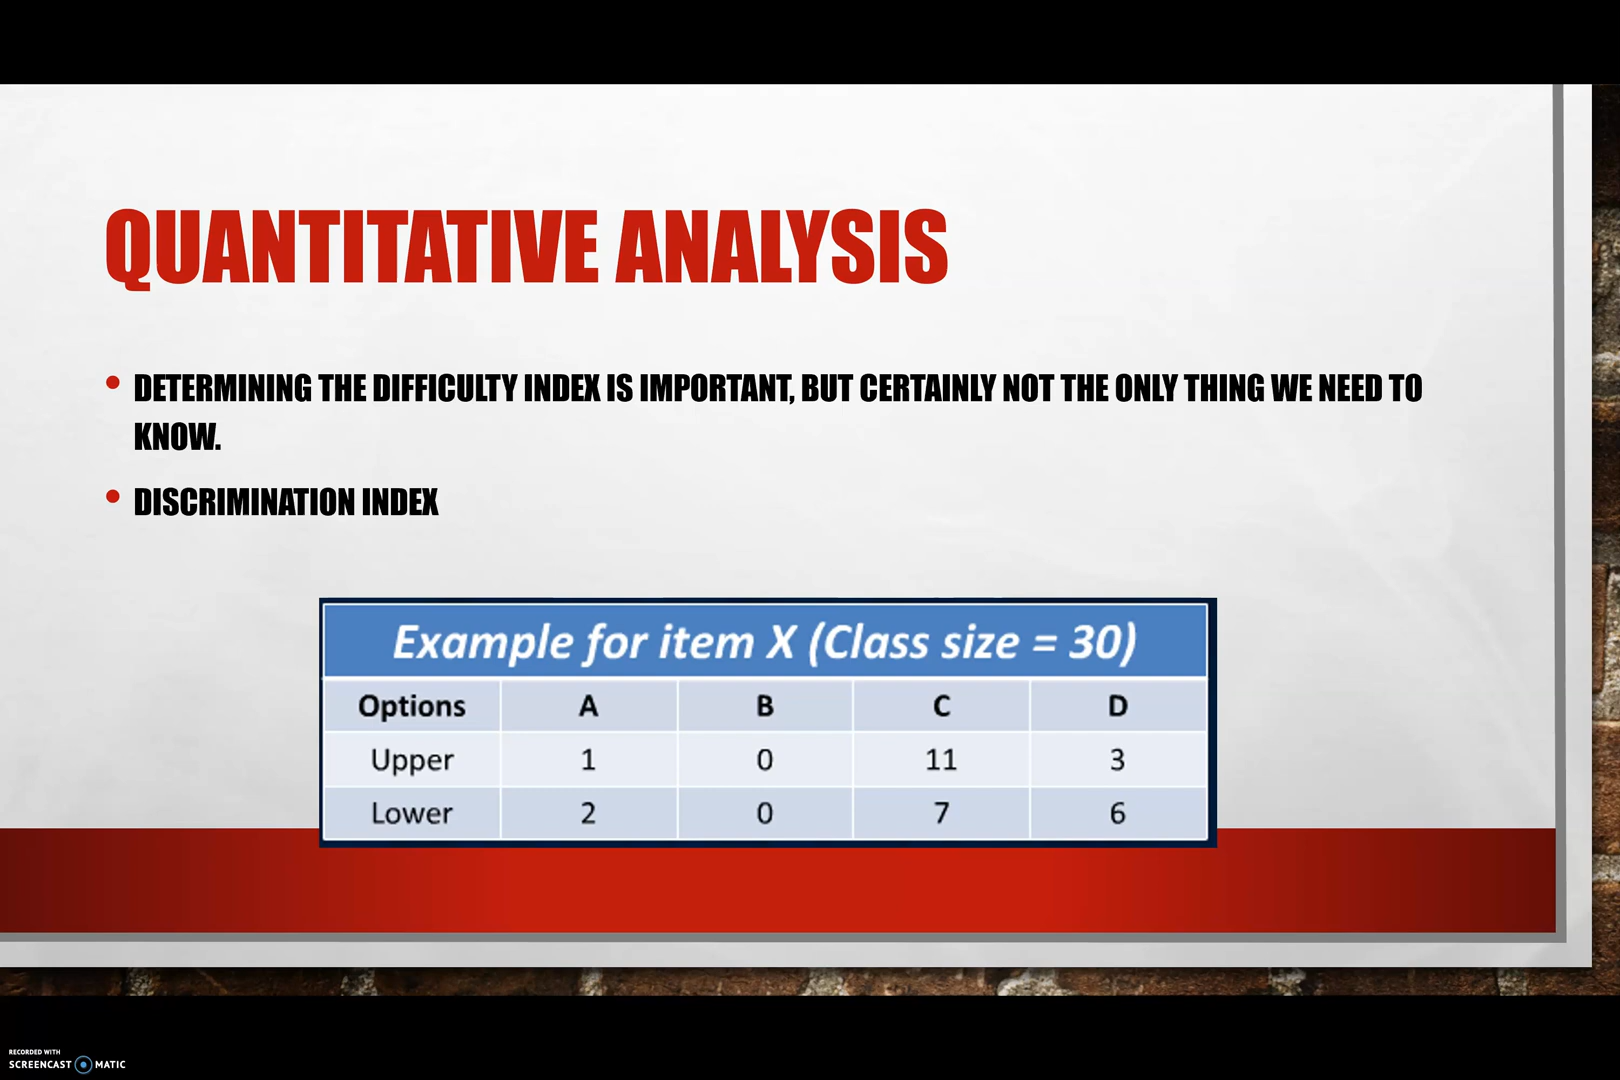 QUANTITATIVE ANALYSIS
• DETERMINING THE DIFFICULTY INDEX IS IMPORTANT, BUT CERTAINLY NOT THE ONLY THING WE NEED TO
KNOW.
• DISCRIMINATION INDEX
Example for item X (Class size = 30)
Options A B C D
Upper 1 0 11 3
Lower 2 0 7 6
RECORDED WITH
SCREENCAST MATIC